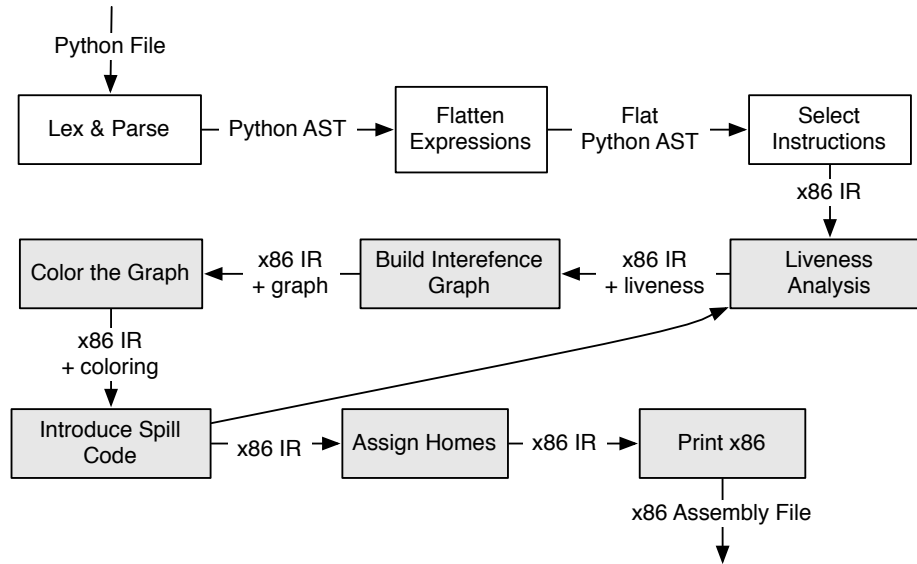 Python File
Lex & Parse
Python AST
Flatten
Expressions
Flat
Python AST
Select
Instructions
x86 IR
Color the Graph
x86 IR
+ graph
Build Interefence
Graph
x86 IR
+ liveness
Liveness
Analysis
x86 IR
+ coloring
Introduce Spill
Code
x86 IR
Assign Homes
x86 IR
Print x86
x86 Assembly File